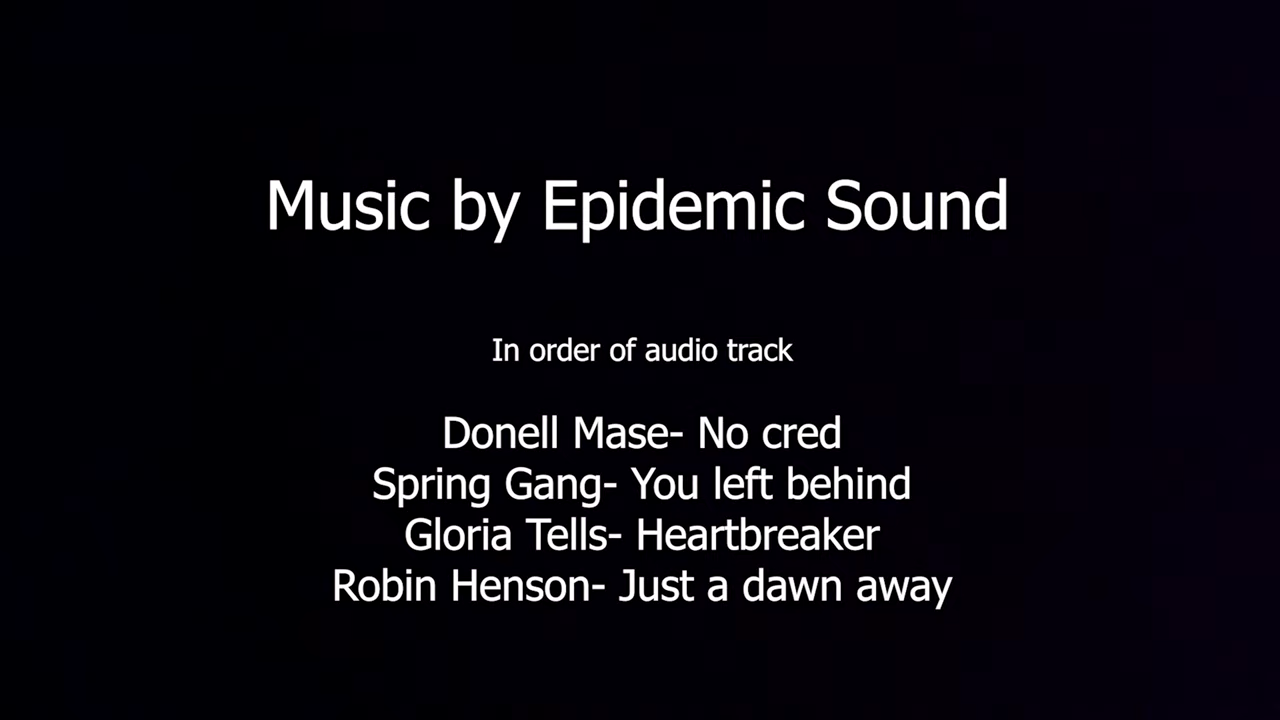 Music by Epidemic Sound
In order of audio track
Donell Mase- No cred
Spring Gang- You left behind
Gloria Tells- Heartbreaker
Robin Henson- Just a dawn away